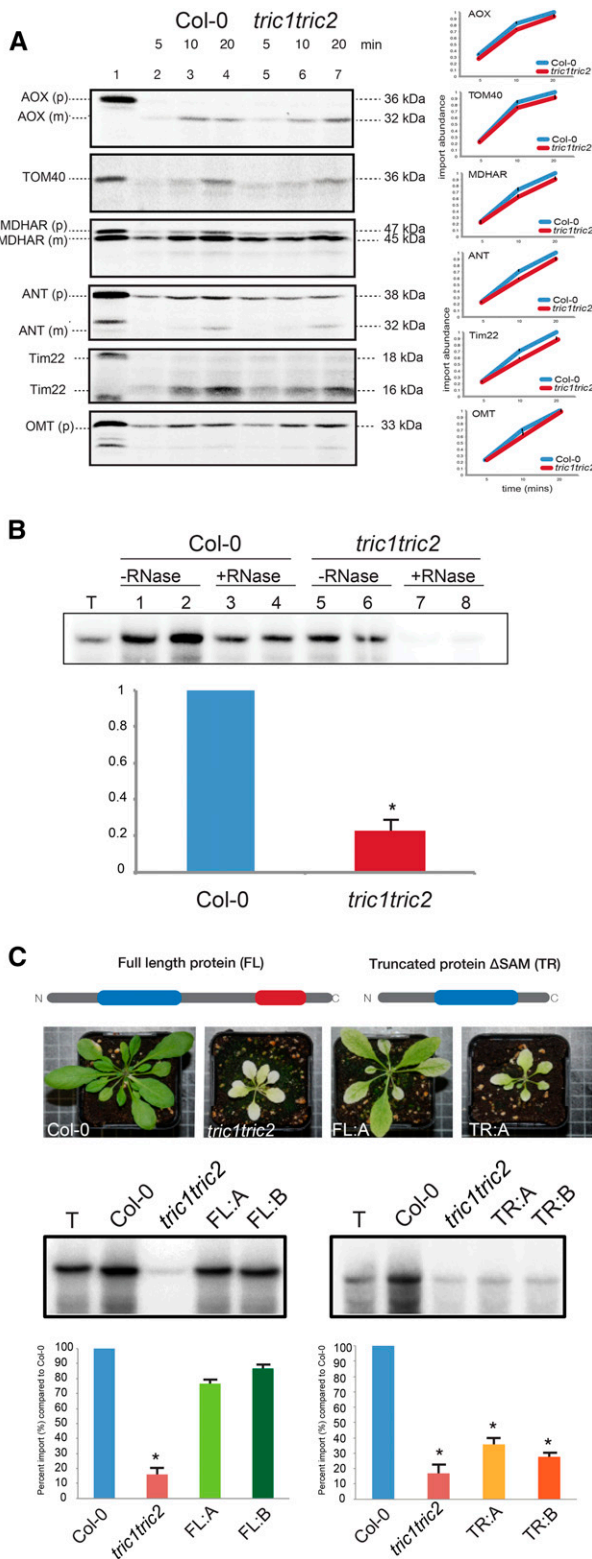 A
Col-0 tric1tric2
5 10 20 5 10 20 min
1 2 3 4 5 6 7
AOX (p) 36 kDa
AOX (m) 32 kDa
TOM40 36 kDa
MDHAR (p) 47 kDa
MDHAR (m) 45 kDa
ANT (p) 38 kDa
ANT (m) 32 kDa
Tim22 18 kDa
Tim22 16 kDa
OMT (p) 33 kDa
AOX
Col-0
tric1tric2
import abundance
TOM40
Col-0
tric1tric2
MDHAR
Col-0
tric1tric2
ANT
Col-0
tric1tric2
import abundance
Tim22
Col-0
tric1tric2
OMT
Col-0
tric1tric2
5 10 20
time (mins)
B
Col-0 tric1tric2
-RNase +RNase -RNase +RNase
T 1 2 3 4 5 6 7 8
1
0.8
0.6
0.4
0.2
0
*
Col-0 tric1tric2
C
Full length protein (FL) Truncated protein ΔSAM (TR)
N C N C
Col-0 tric1tric2 FL:A TR:A
T Col-0 tric1tric2 FL:A FL:B
T Col-0 tric1tric2 TR:A TR:B
Percent import (%) compared to Col-0
100
90
80
70
60
50
40
30
20
10
0
*
Col-0 tric1tric2 FL:A FL:B
Percent import (%) compared to Col-0
100
90
80
70
60
50
40
30
20
10
0
* * *
Col-0 tric1tric2 TR:A TR:B